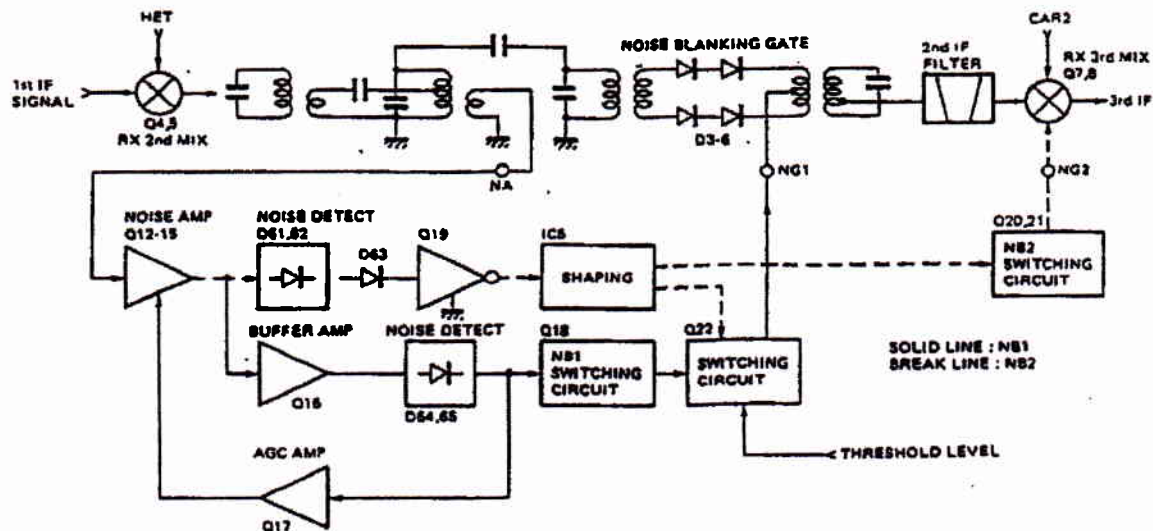 HET
1st IF
SIGNAL
Q4,5
RX 2nd MIX
NOISE BLANKING GATE
D3-6
2nd IF
FILTER
CAR2
RX 3rd MIX
Q7,8
3rd IF
NA
NG1
NG2
NOISE AMP
Q12-15
NOISE DETECT
D61,62
D63
Q19
IC5
SHAPING
Q20,21
NB2
SWITCHING
CIRCUIT
BUFFER AMP
Q16
NOISE DETECT
D64,65
Q18
NB1
SWITCHING
CIRCUIT
Q22
SWITCHING
CIRCUIT
SOLID LINE : NB1
BREAK LINE : NB2
THRESHOLD LEVEL
AGC AMP
Q17